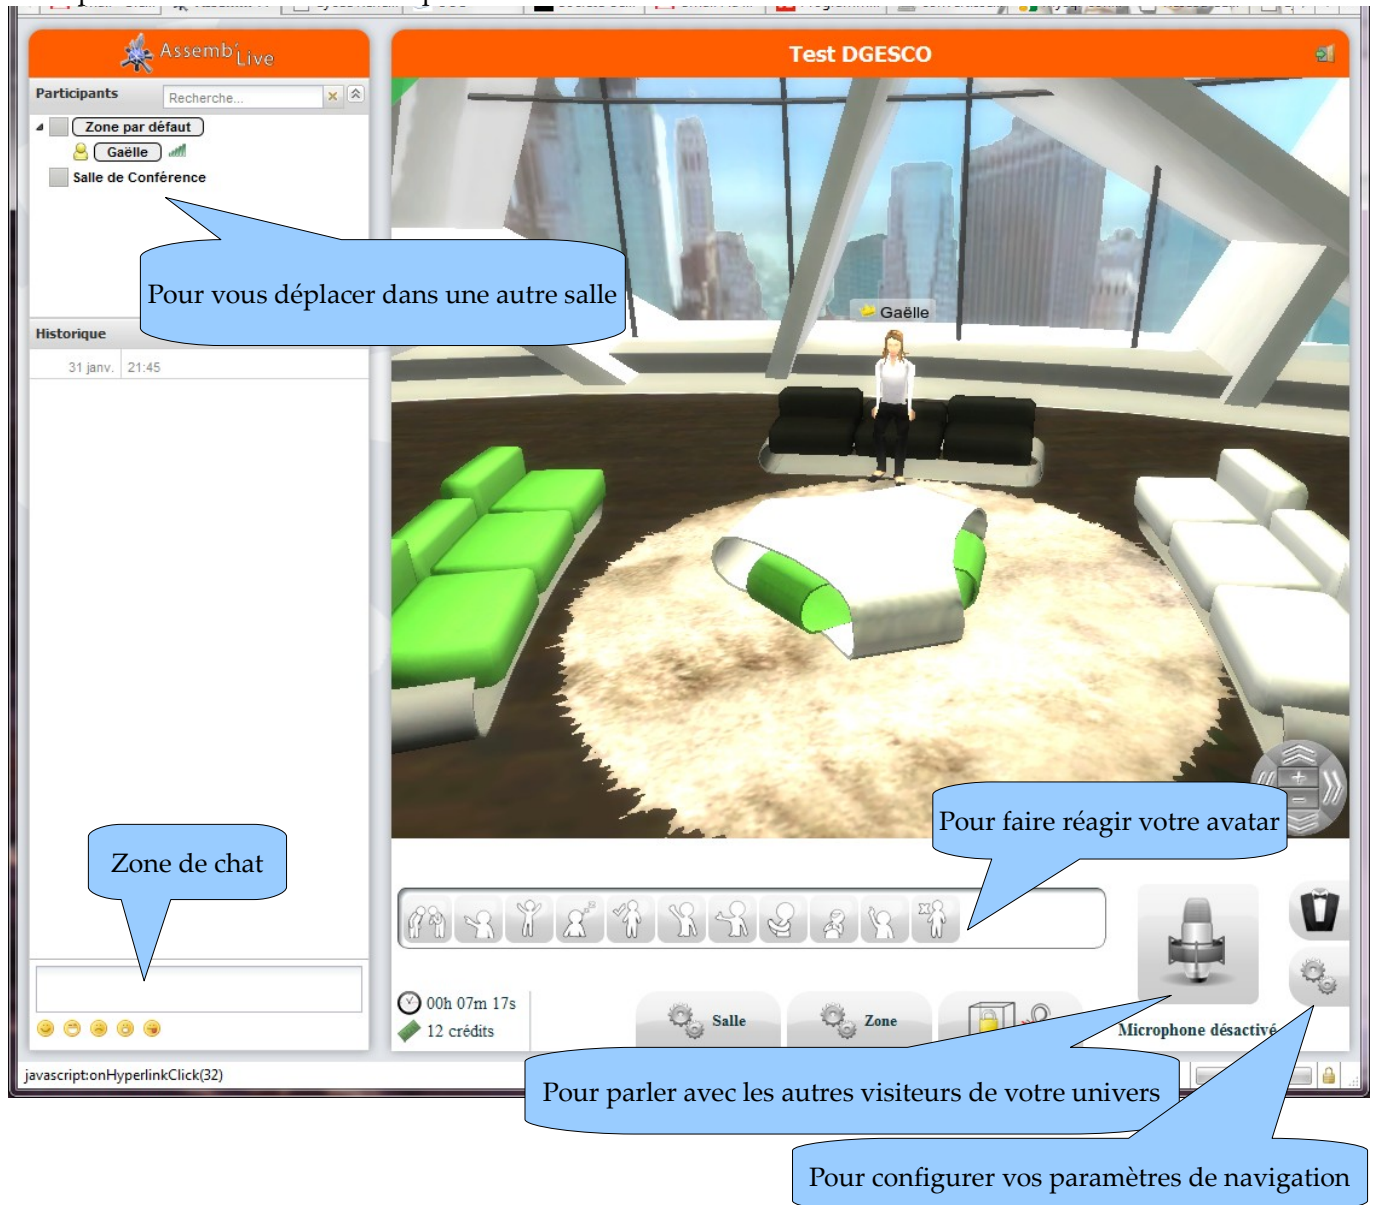 Assemb'Live
Test DGESCO
Participants
Recherche...
Zone par défaut
Gaëlle
Salle de Conférence
Pour vous déplacer dans une autre salle
Gaëlle
Historique
31 janv. 21:45
Pour faire réagir votre avatar
Zone de chat
00h 07m 17s
12 crédits
Salle
Zone
Microphone désactivé
javascript:onHyperlinkClick(32)
Pour parler avec les autres visiteurs de votre univers
Pour configurer vos paramètres de navigation